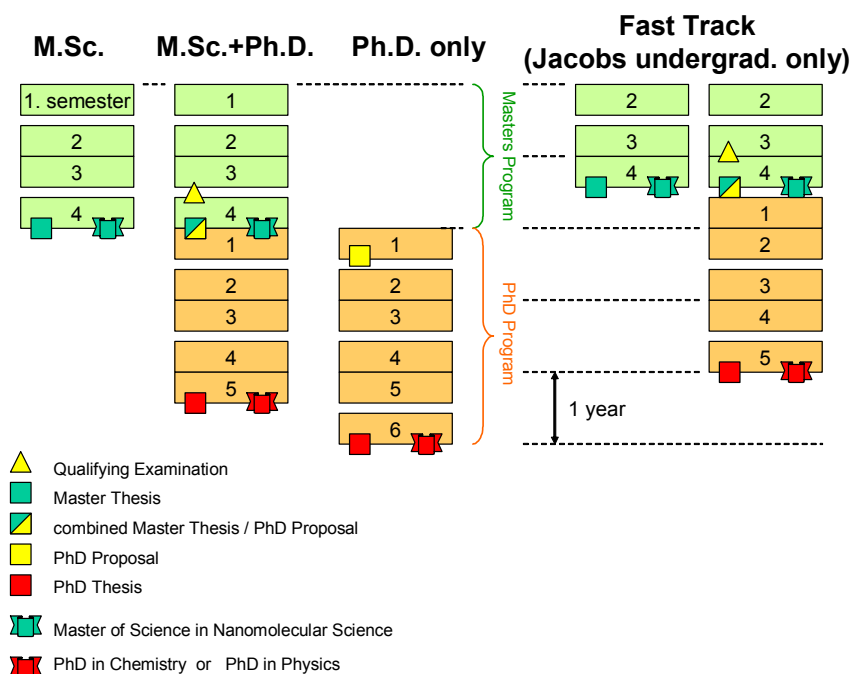 M.Sc.
M.Sc.+Ph.D.
Ph.D. only
Fast Track
(Jacobs undergrad. only)
1. semester
2
3
4
1
2
3
4
1
2
3
4
5
1
2
3
4
5
6
Masters Program
PhD Program
2
3
4
2
3
4
1
2
3
4
5
1 year
Qualifying Examination
Master Thesis
combined Master Thesis / PhD Proposal
PhD Proposal
PhD Thesis
Master of Science in Nanomolecular Science
PhD in Chemistry or PhD in Physics